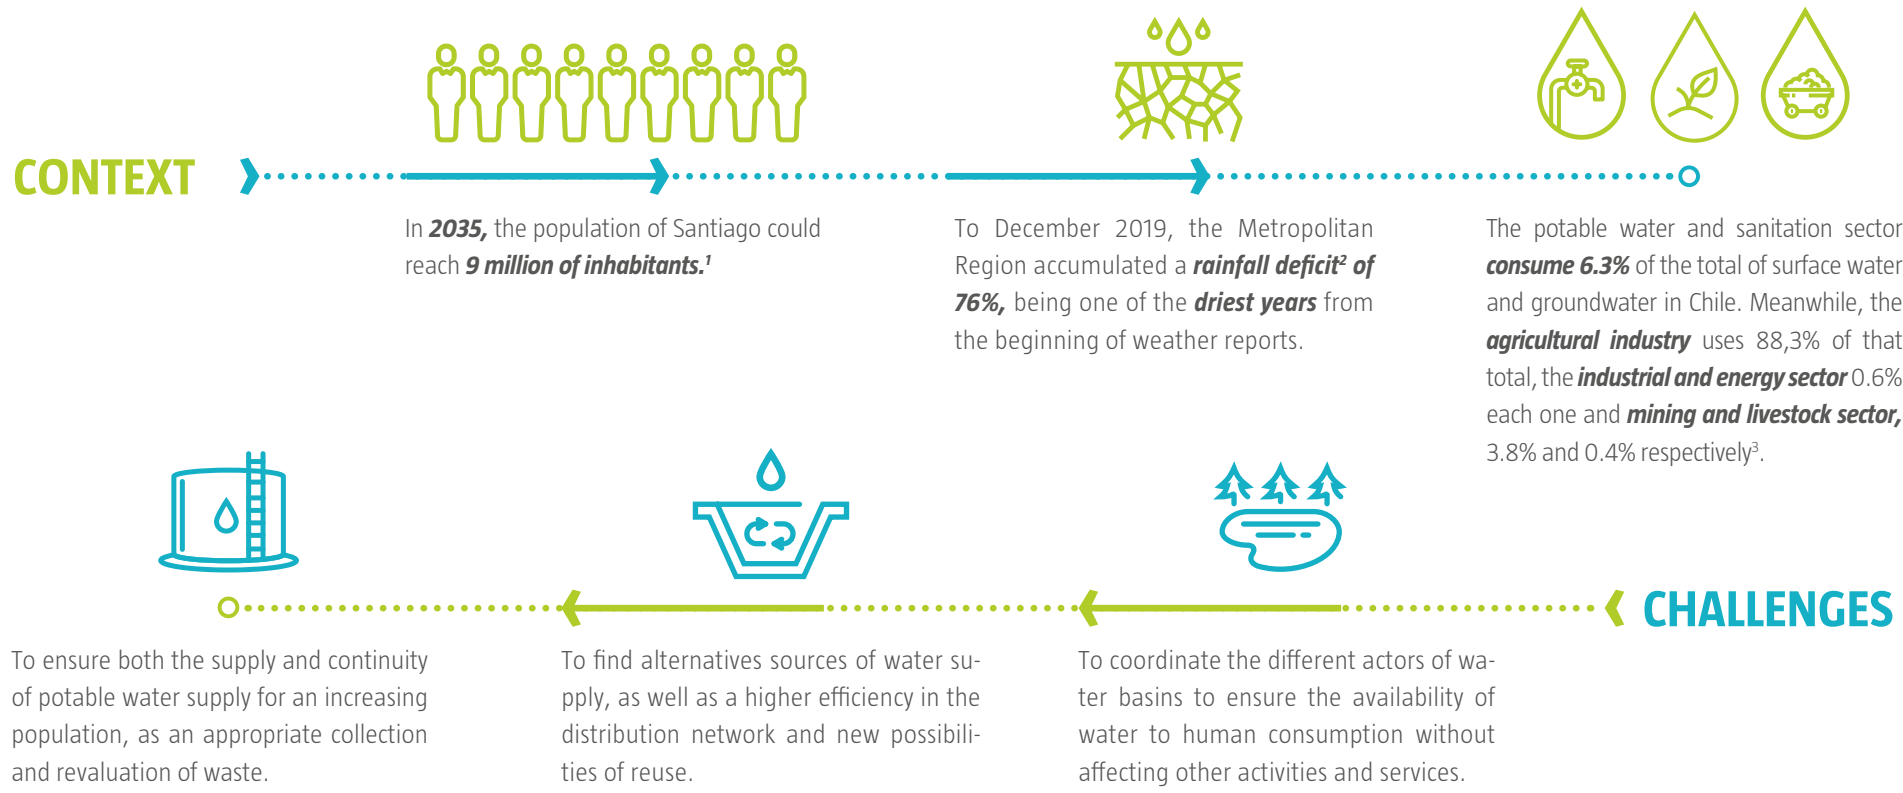 CONTEXT
In 2035, the population of Santiago could
reach 9 million of inhabitants.1
To December 2019, the Metropolitan
Region accumulated a rainfall deficit2 of
76%, being one of the driest years from
the beginning of weather reports.
The potable water and sanitation sector
consume 6.3% of the total of surface water
and groundwater in Chile. Meanwhile, the
agricultural industry uses 88,3% of that
total, the industrial and energy sector 0.6%
each one and mining and livestock sector,
3.8% and 0.4% respectively3.
CHALLENGES
To ensure both the supply and continuity
of potable water supply for an increasing
population, as an appropriate collection
and revaluation of waste.
To find alternatives sources of water su-
pply, as well as a higher efficiency in the
distribution network and new possibili-
ties of reuse.
To coordinate the different actors of wa-
ter basins to ensure the availability of
water to human consumption without
affecting other activities and services.